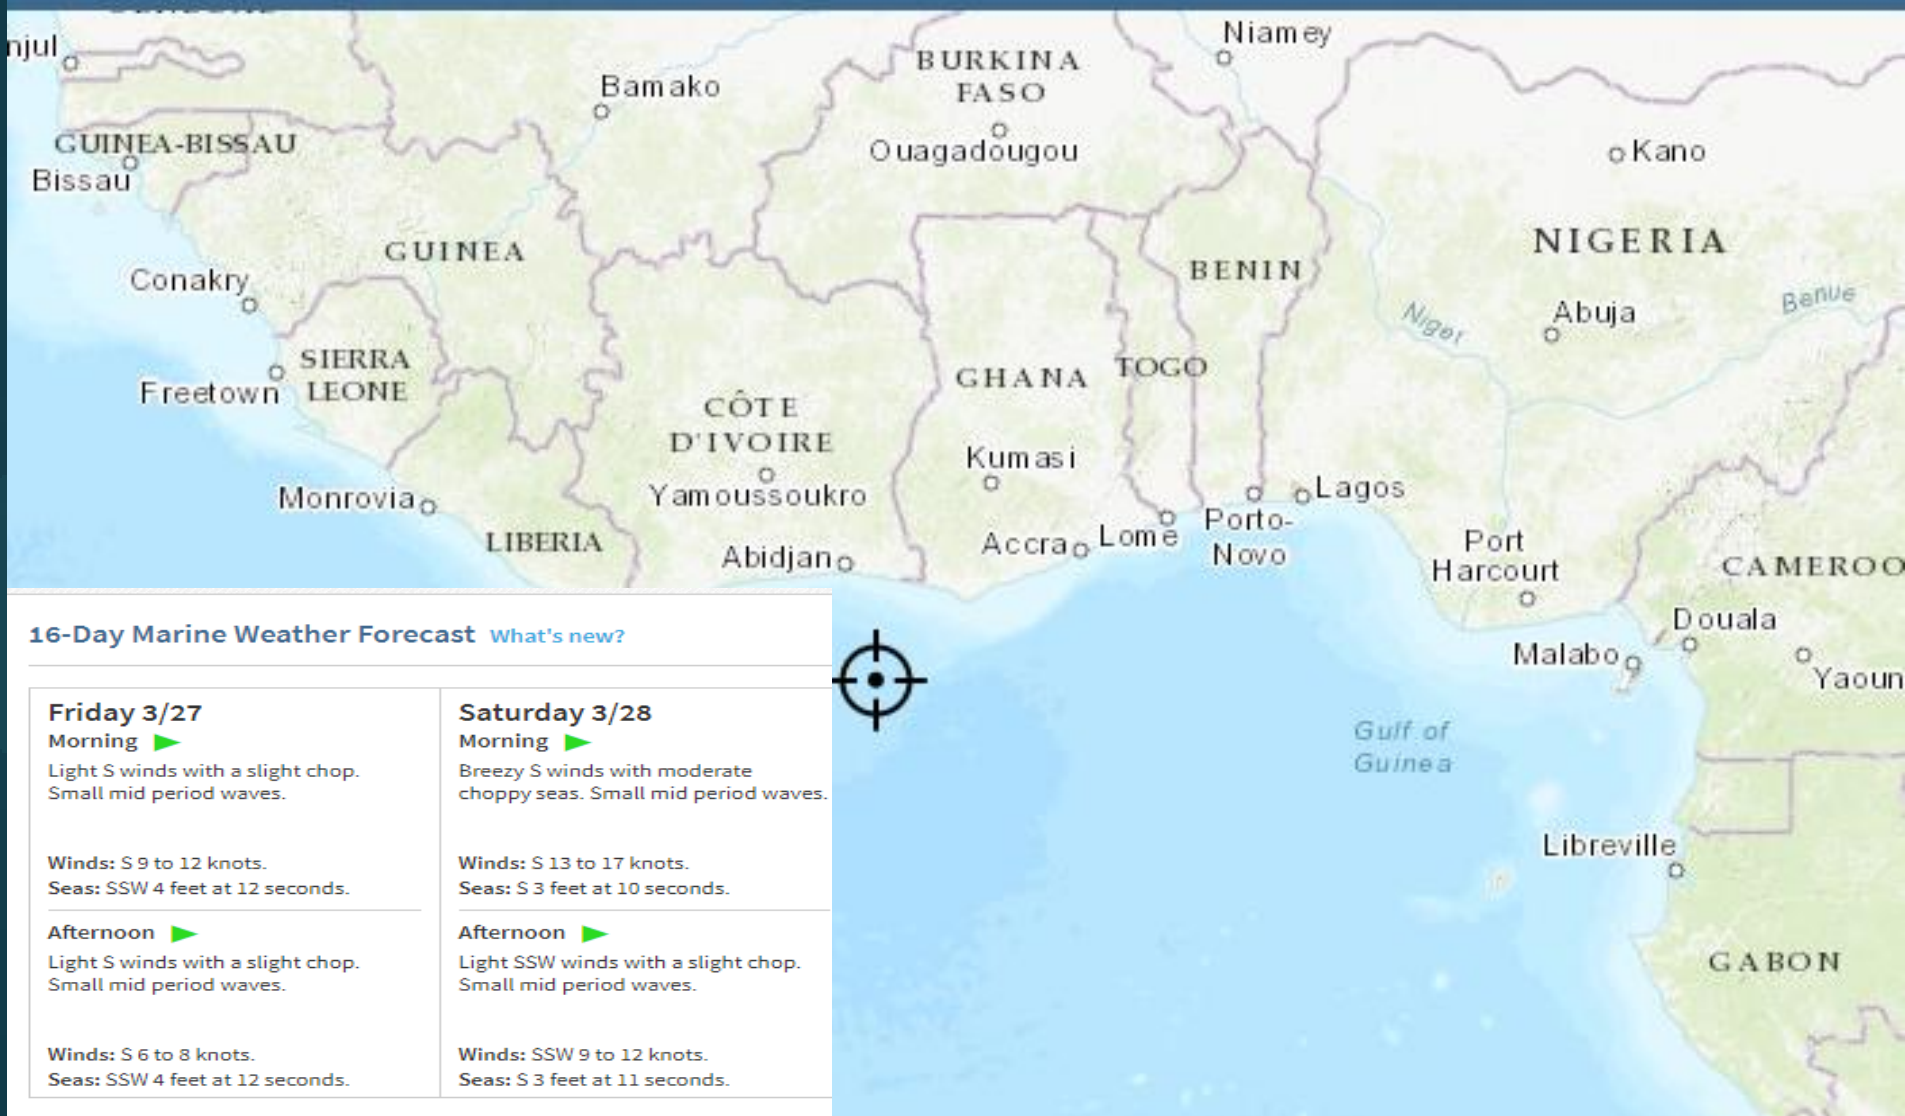 njul
Niamey
BURKINA
FASO
Bamako
Ouagadougou
Kano
GUINEA-BISSAU
Bissau
GUINEA
NIGERIA
Conakry
BENIN
Niger
Abuja
Benue
SIERRA
LEONE
Freetown
GHANA
TOGO
CÔTE
D'IVOIRE
Kumasi
Yamoussoukro
Monrovia
Lagos
LIBERIA
Abidjan
Accra
Lome
Porto-
Novo
Port
Harcourt
CAMEROO
Douala
Malabo
Yaoun
Gulf of
Guinea
Libreville
GABON
16-Day Marine Weather Forecast What's new?
Friday 3/27
Morning
Light S winds with a slight chop.
Small mid period waves.
Winds: S 9 to 12 knots.
Seas: SSW 4 feet at 12 seconds.
Afternoon
Light S winds with a slight chop.
Small mid period waves.
Winds: S 6 to 8 knots.
Seas: SSW 4 feet at 12 seconds.
Saturday 3/28
Morning
Breezy S winds with moderate
choppy seas. Small mid period waves.
Winds: S 13 to 17 knots.
Seas: S 3 feet at 10 seconds.
Afternoon
Light SSW winds with a slight chop.
Small mid period waves.
Winds: SSW 9 to 12 knots.
Seas: S 3 feet at 11 seconds.